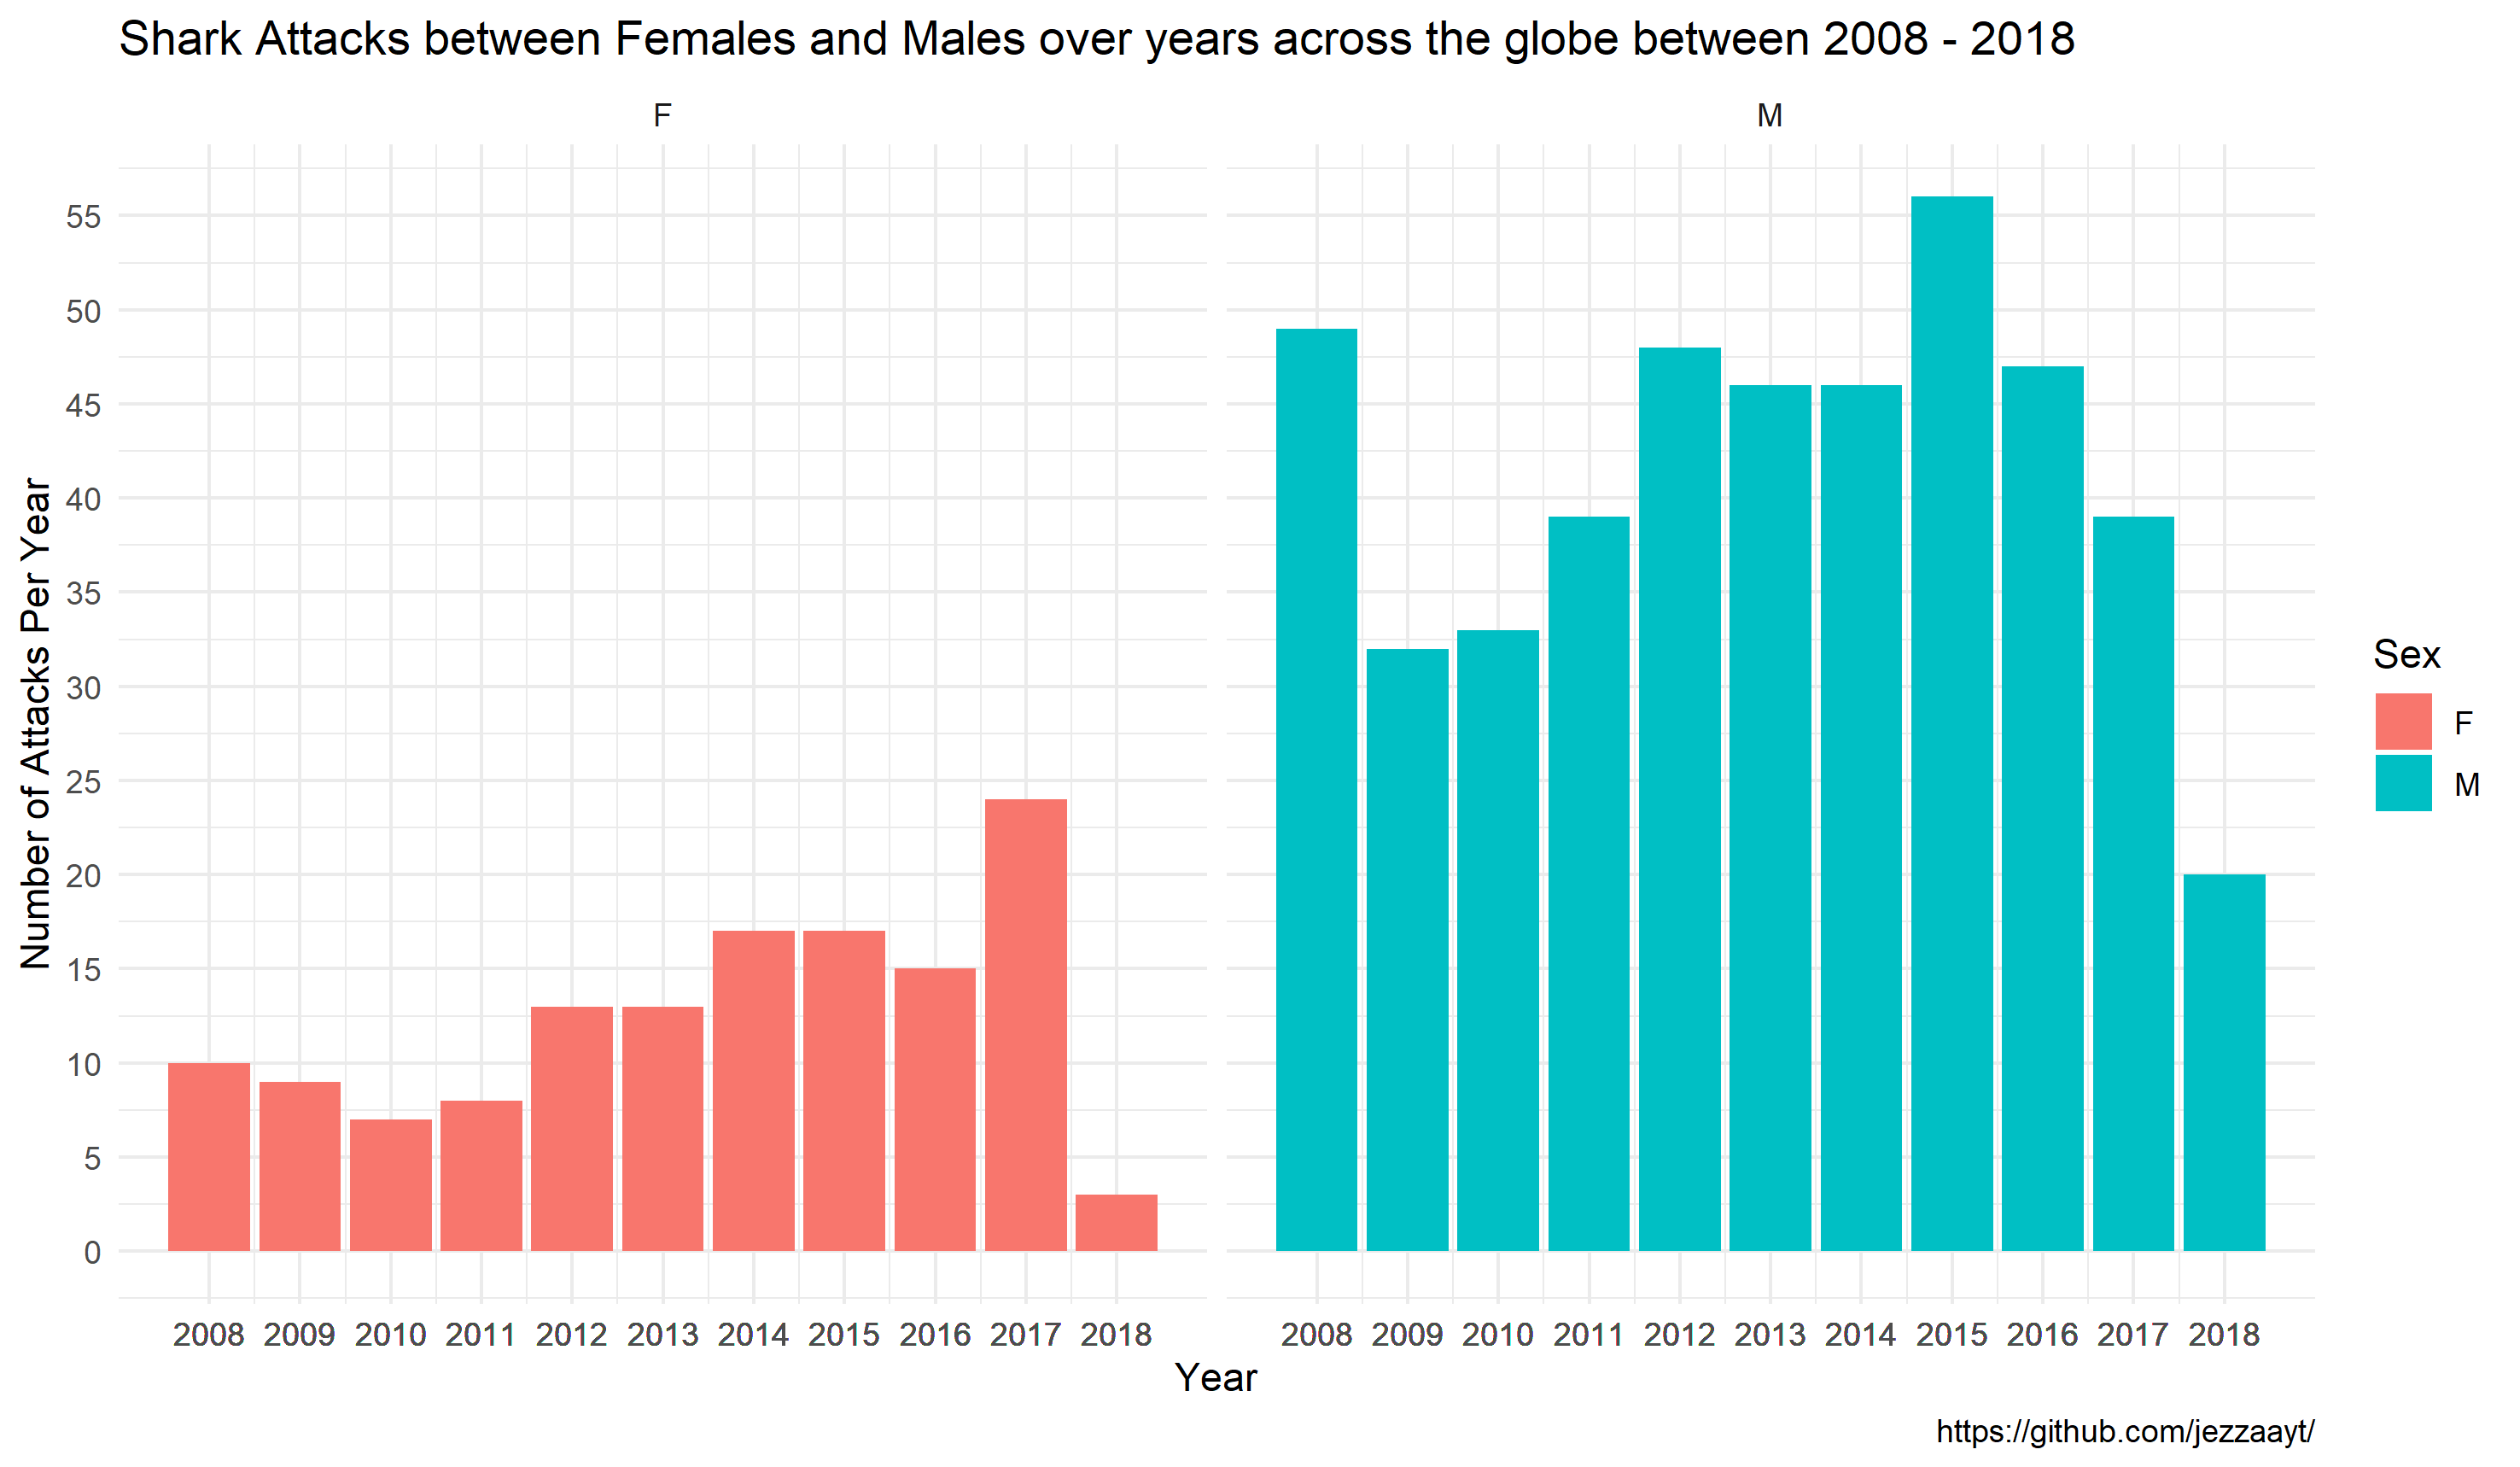 Shark Attacks between Females and Males over years across the globe between 2008 - 2018
F
M
Number of Attacks Per Year
55
50
45
40
35
30
25
20
15
10
5
0
2008 2009 2010 2011 2012 2013 2014 2015 2016 2017 2018
2008 2009 2010 2011 2012 2013 2014 2015 2016 2017 2018
Year
Sex
F
M
https://github.com/jezzaayt/